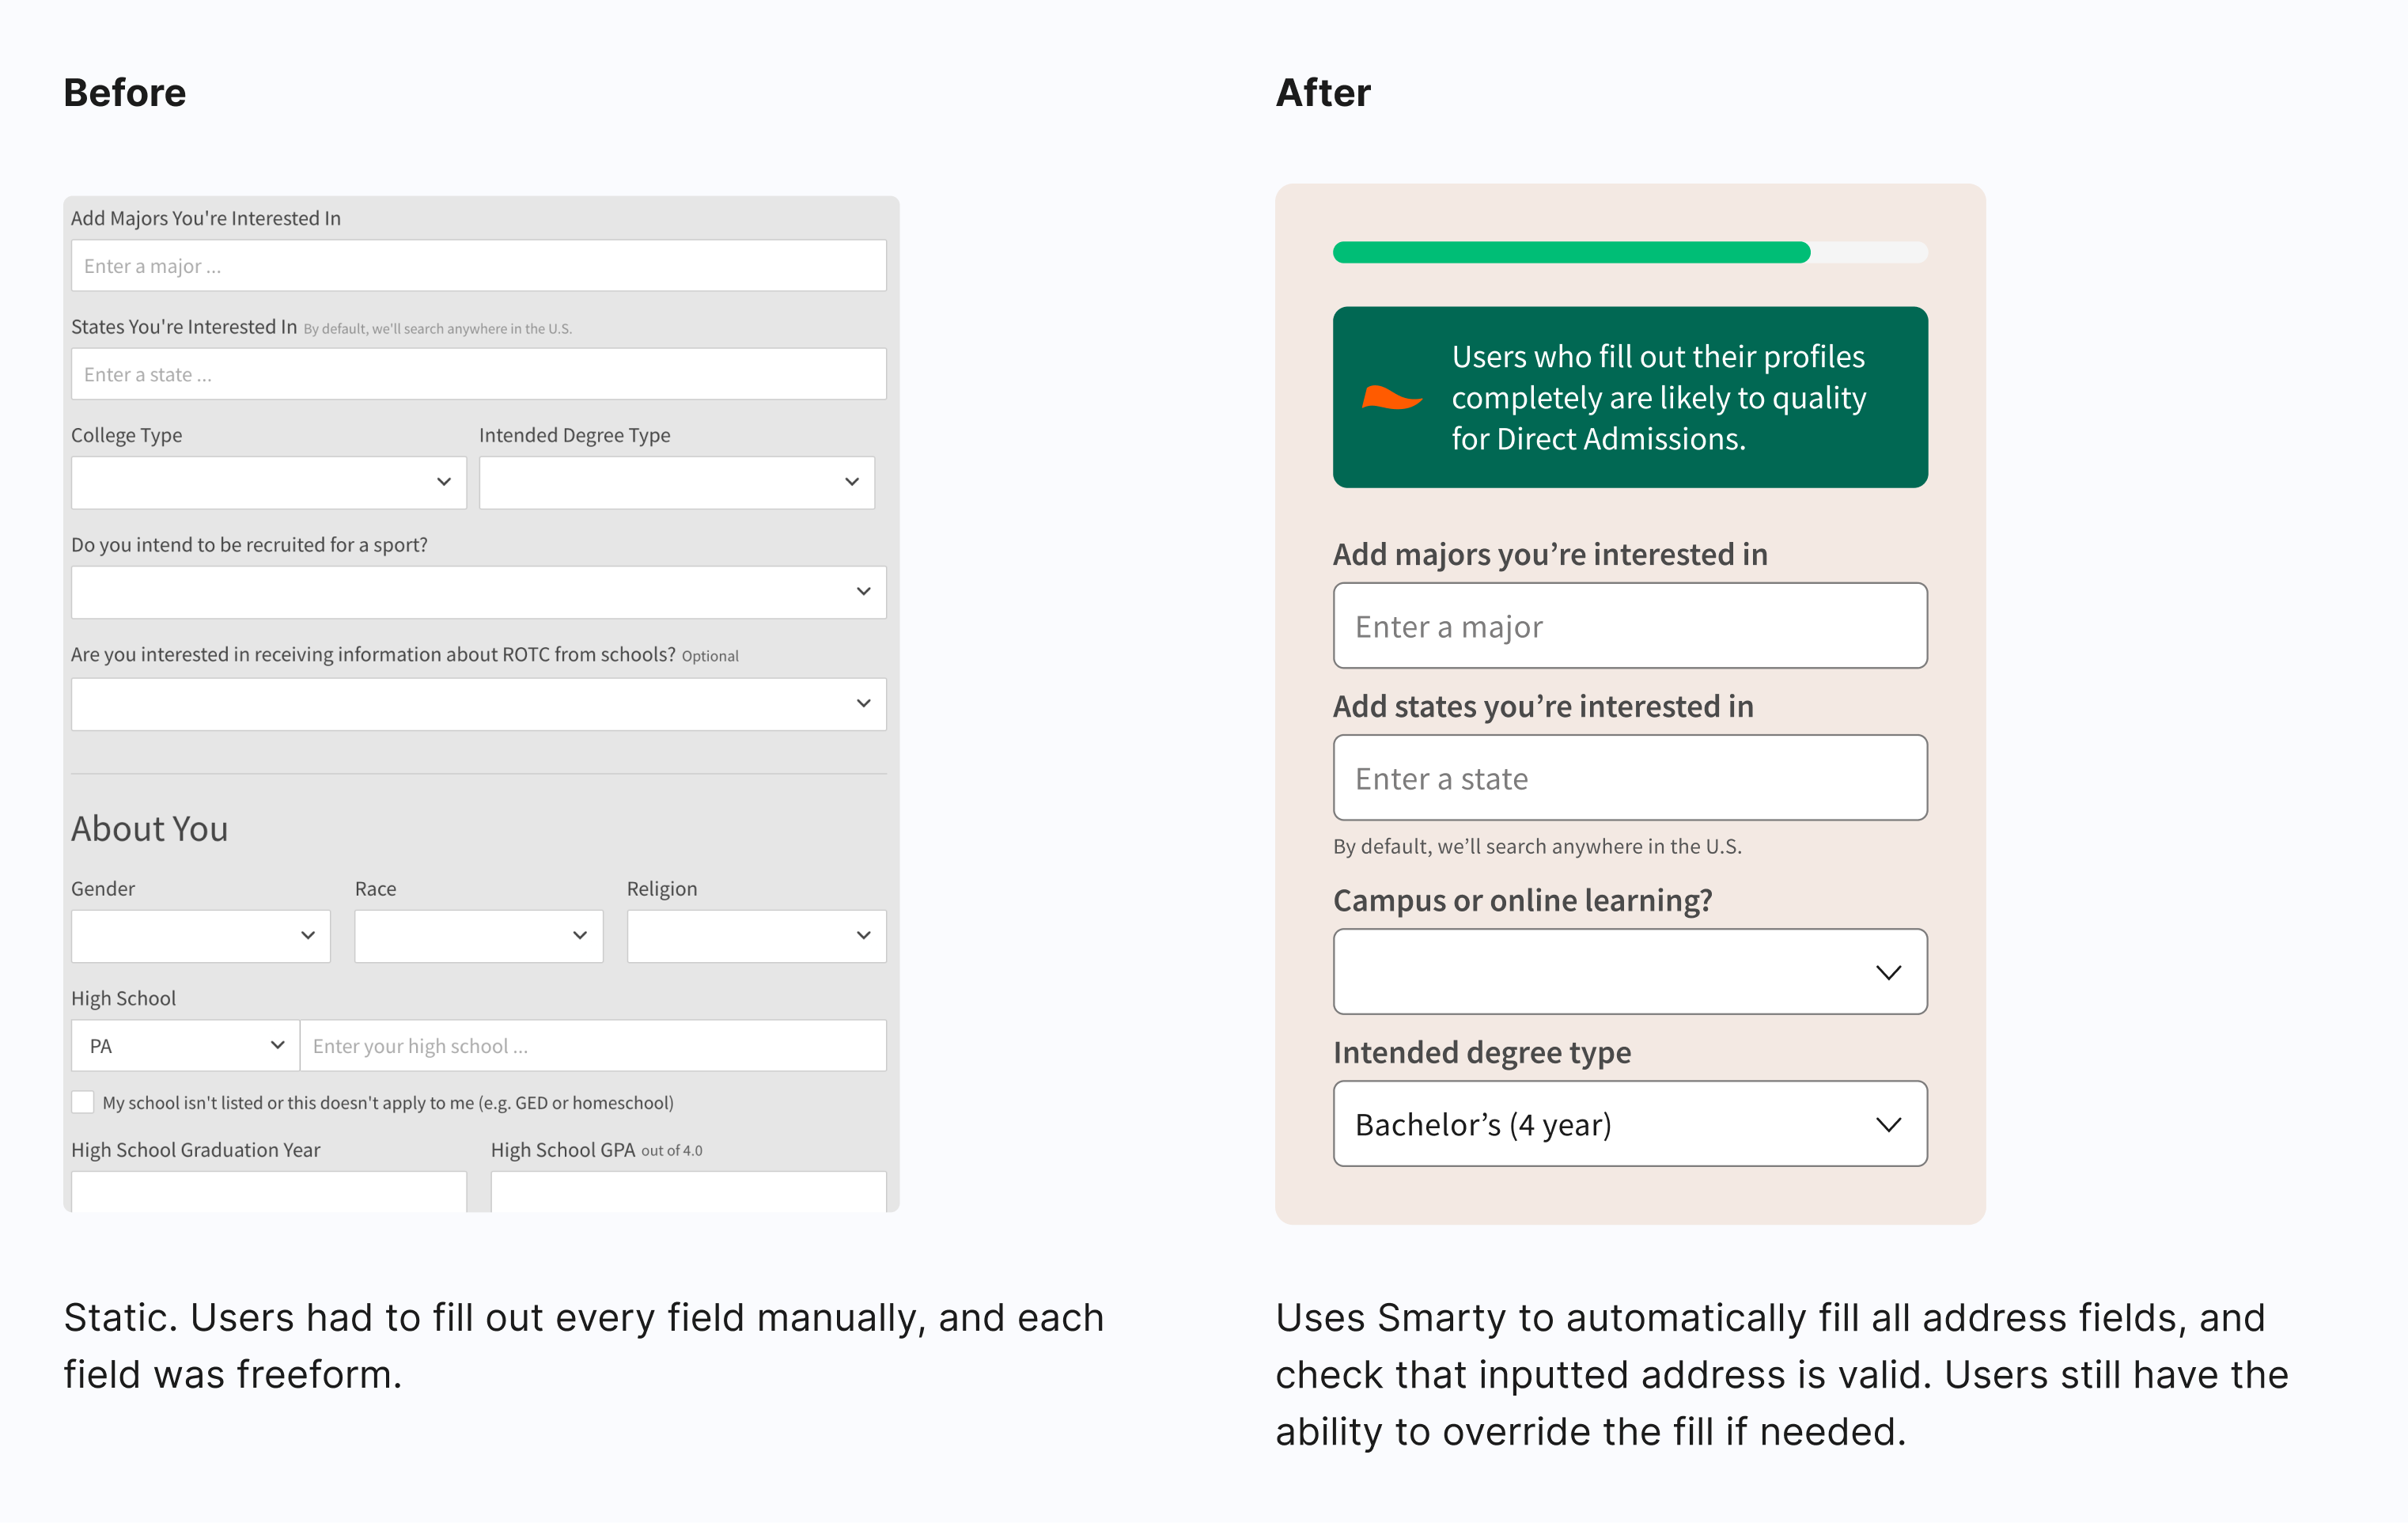 Before
Add Majors You're Interested In
Enter a major ...
States You're Interested In By default, we'll search anywhere in the U.S.
Enter a state ...
College Type Intended Degree Type
Do you intend to be recruited for a sport?
Are you interested in receiving information about ROTC from schools? Optional
About You
Gender Race Religion
High School
PA Enter your high school ...
My school isn't listed or this doesn't apply to me (e.g. GED or homeschool)
High School Graduation Year High School GPA out of 4.0
Static. Users had to fill out every field manually, and each
field was freeform.
After
Users who fill out their profiles
completely are likely to quality
for Direct Admissions.
Add majors you’re interested in
Enter a major
Add states you’re interested in
Enter a state
By default, we’ll search anywhere in the U.S.
Campus or online learning?
Intended degree type
Bachelor’s (4 year)
Uses Smarty to automatically fill all address fields, and
check that inputted address is valid. Users still have the
ability to override the fill if needed.